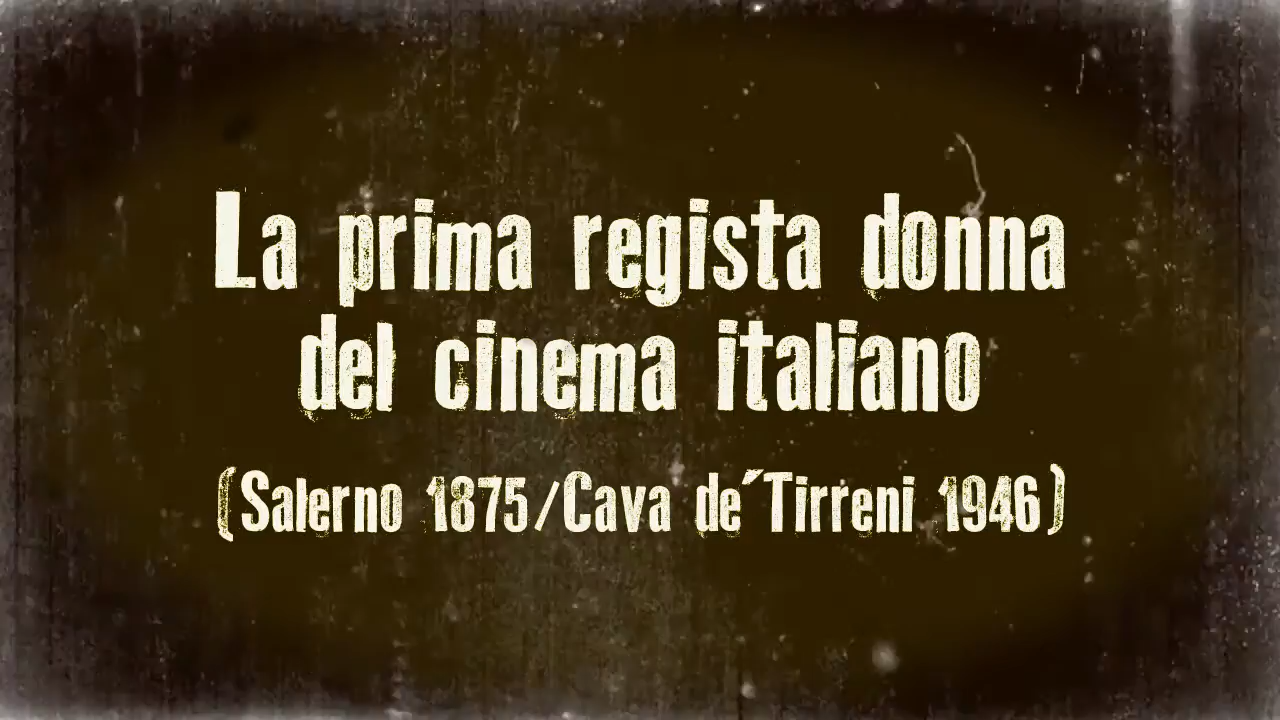 La prima regista donna
del cinema italiano
(Salerno 1875/Cava de´Tirreni 1946)